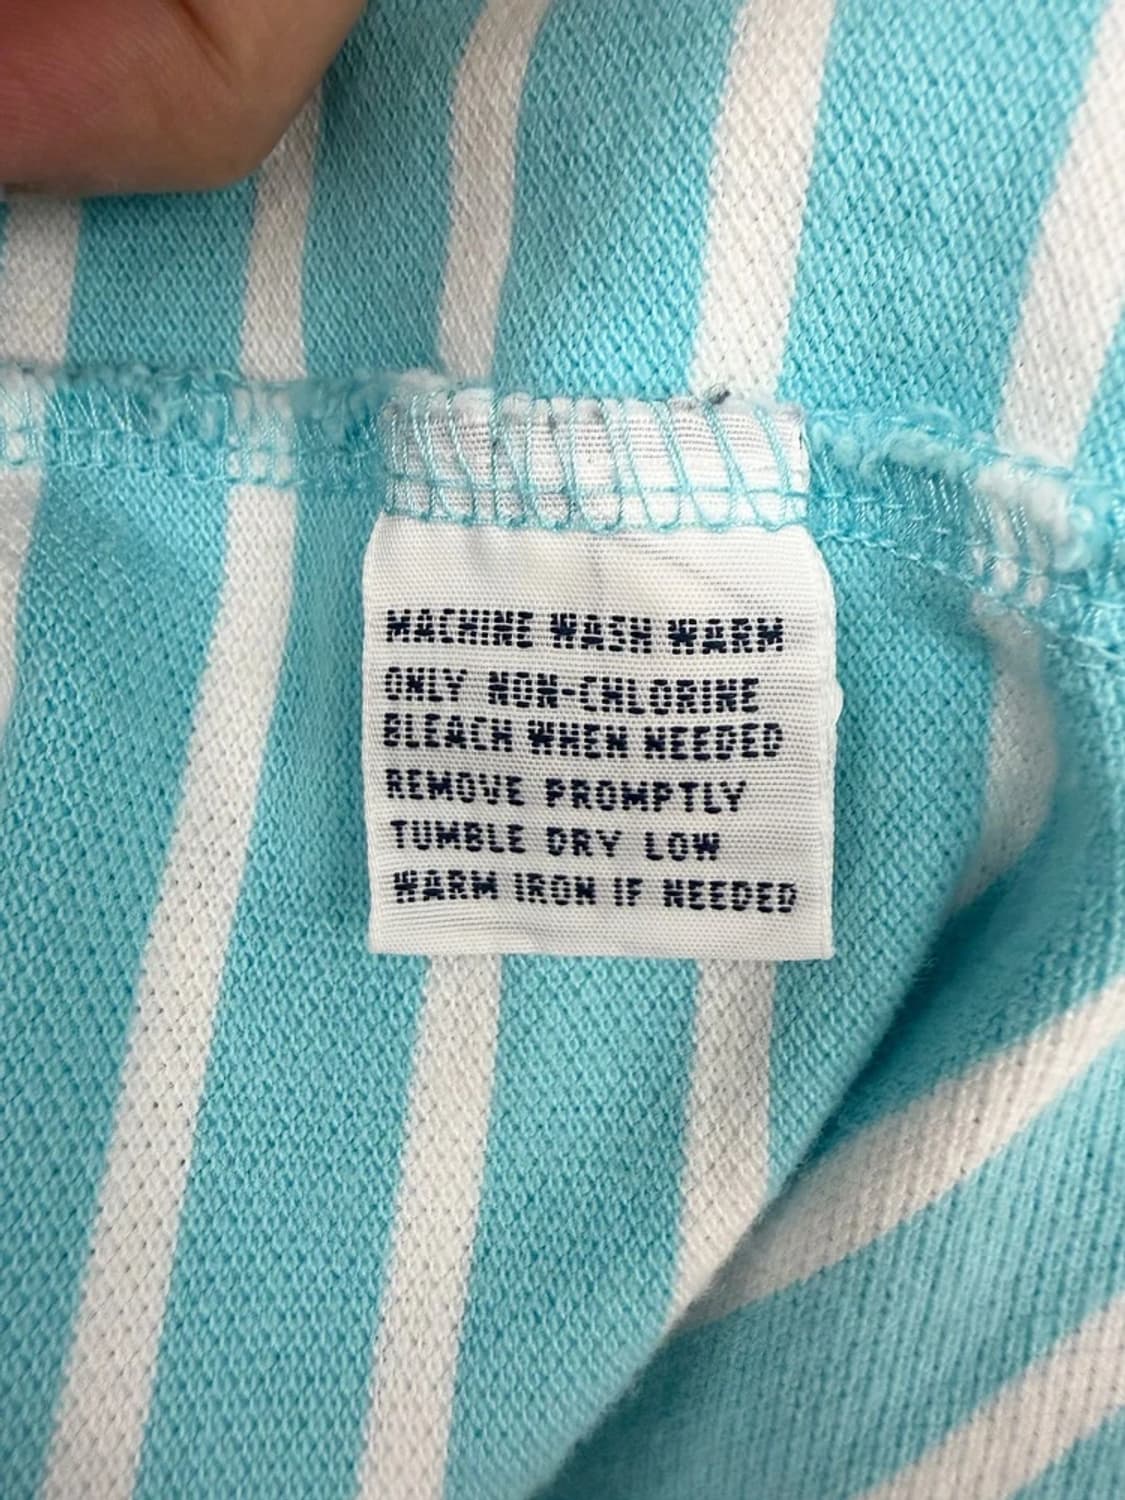 MACHINE WASH WARM
ONLY NON-CHLORINE
BLEACH WHEN NEEDED
REMOVE PROMPTLY
TUMBLE DRY LOW
WARM IRON IF NEEDED